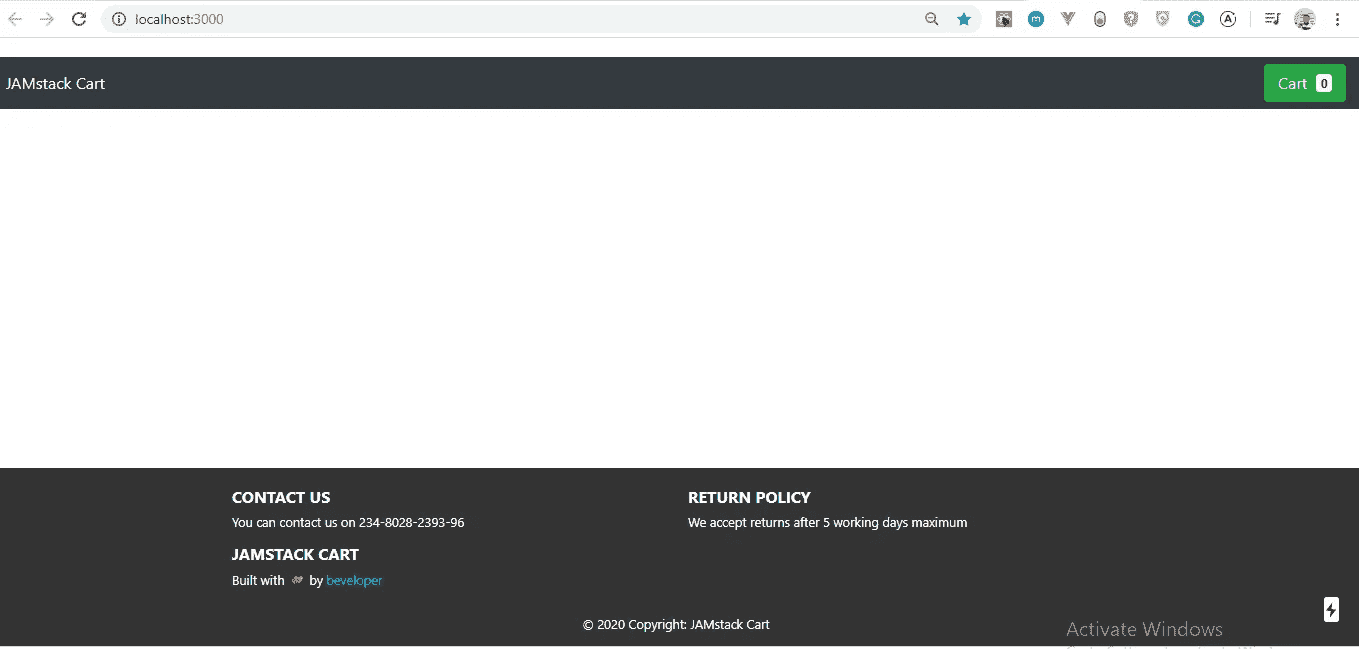 localhost:3000
JAMstack Cart
Cart 0
CONTACT US
You can contact us on 234-8028-2393-96
RETURN POLICY
We accept returns after 5 working days maximum
JAMSTACK CART
Built with by beveloper
© 2020 Copyright: JAMstack Cart
Activate Windows